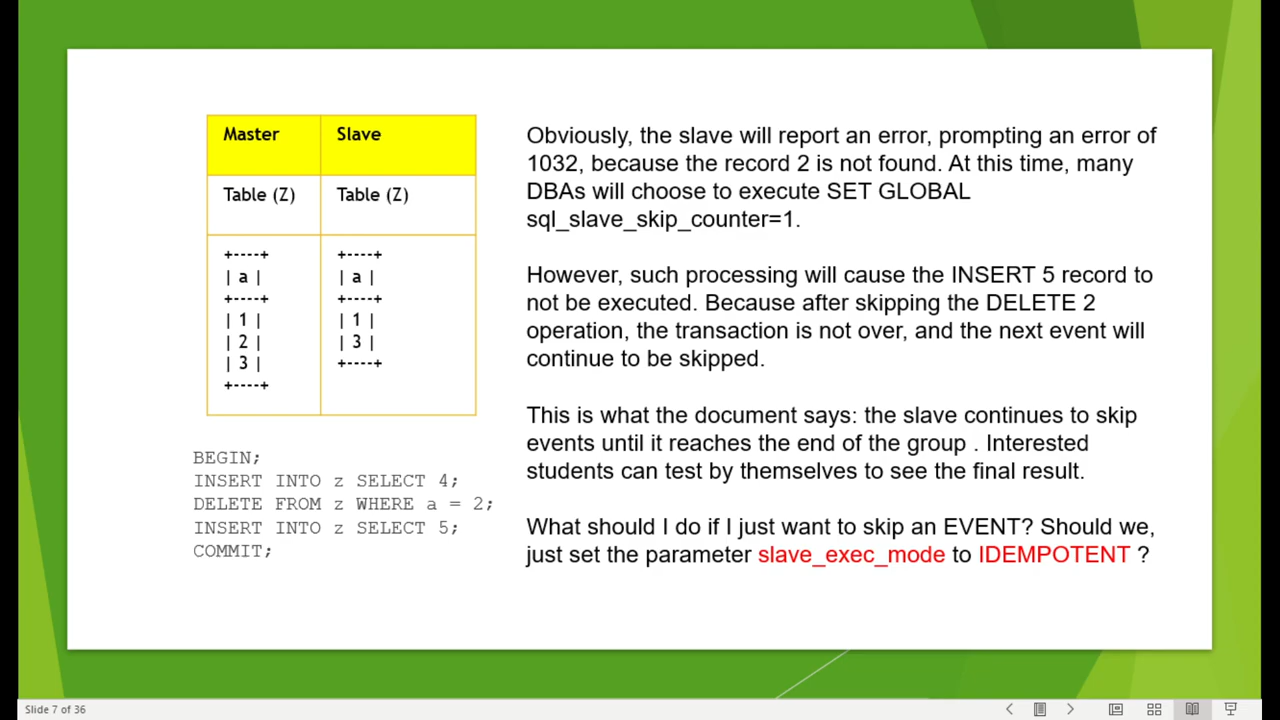 Master Slave
Table (Z) Table (Z)
+----+ +----+
| a | | a |
+----+ +----+
| 1 | | 1 |
| 2 | | 3 |
| 3 | +----+
+----+
BEGIN;
INSERT INTO z SELECT 4;
DELETE FROM z WHERE a = 2;
INSERT INTO z SELECT 5;
COMMIT;
Obviously, the slave will report an error, prompting an error of
1032, because the record 2 is not found. At this time, many
DBAs will choose to execute SET GLOBAL
sql_slave_skip_counter=1.
However, such processing will cause the INSERT 5 record to
not be executed. Because after skipping the DELETE 2
operation, the transaction is not over, and the next event will
continue to be skipped.
This is what the document says: the slave continues to skip
events until it reaches the end of the group . Interested
students can test by themselves to see the final result.
What should I do if I just want to skip an EVENT? Should we,
just set the parameter slave_exec_mode to IDEMPOTENT ?
Slide 7 of 36